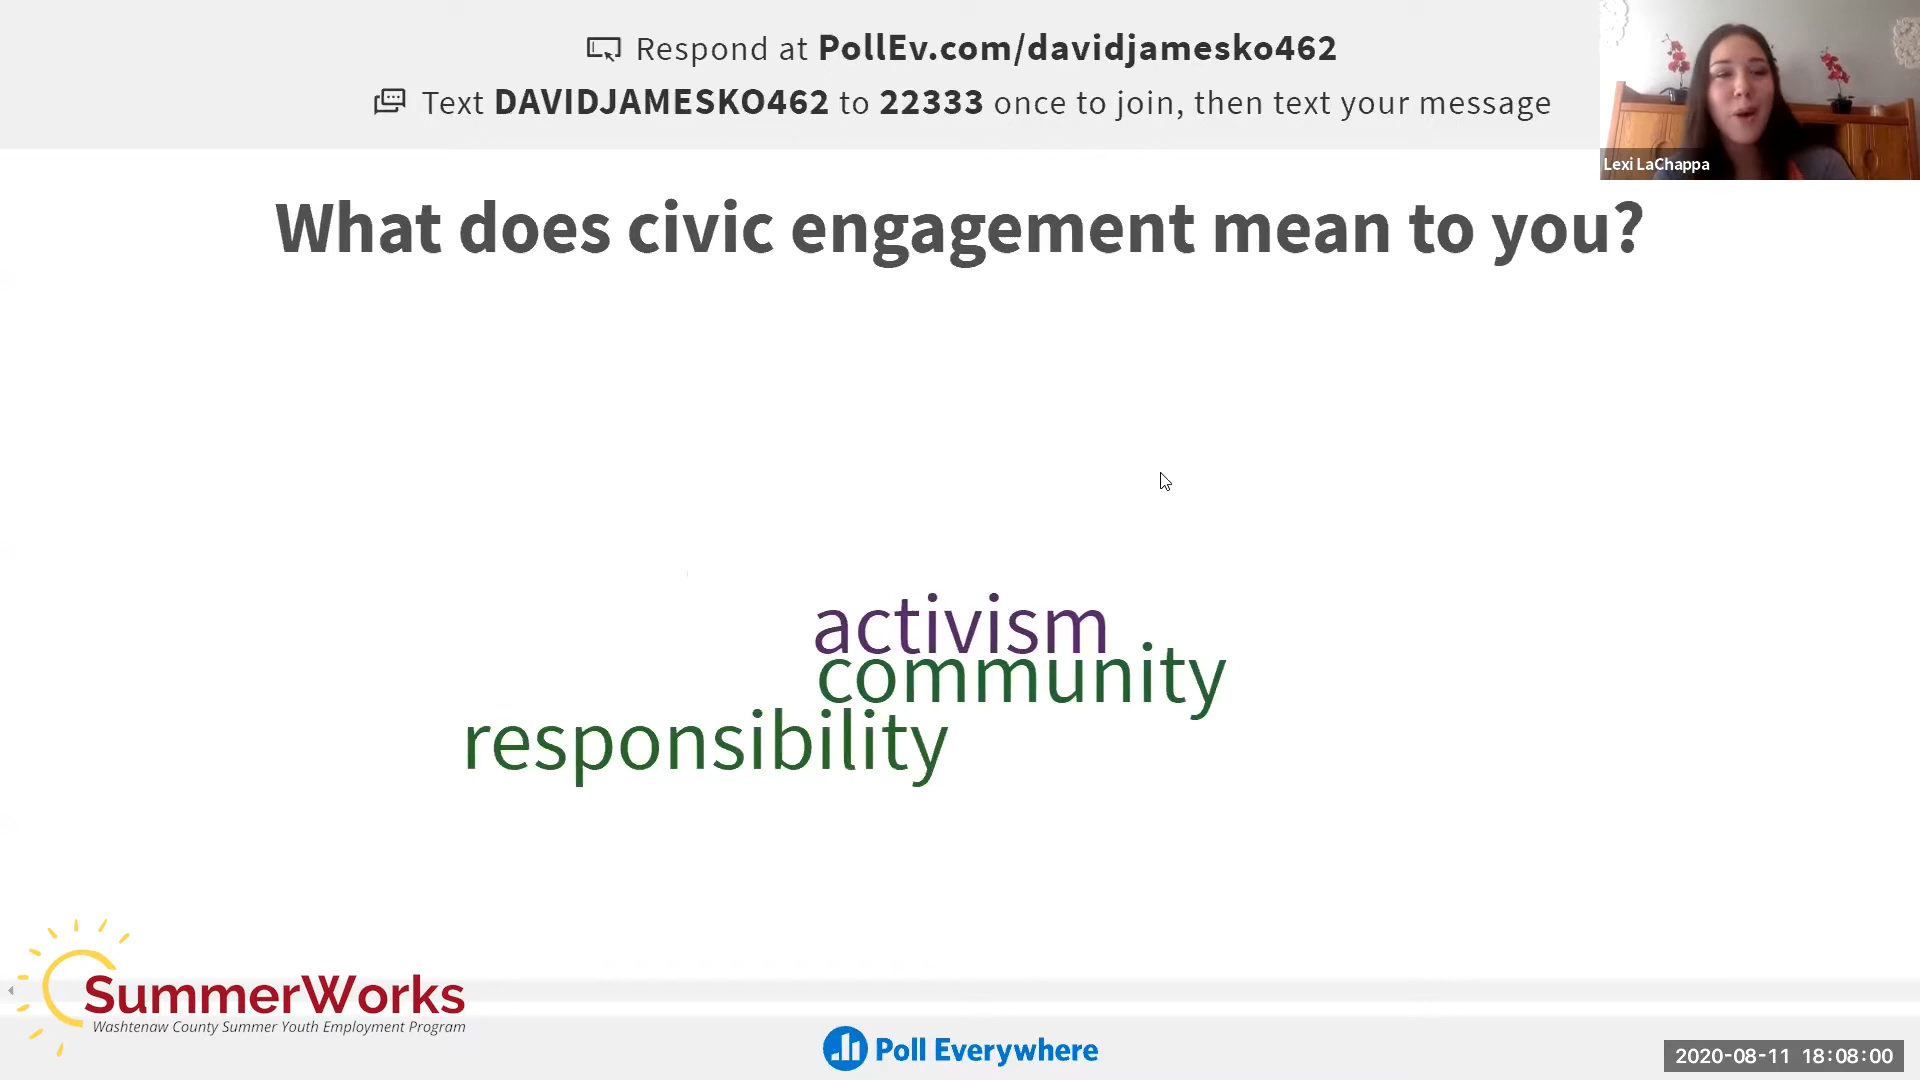 Respond at PollEv.com/davidjamesko462
Text DAVIDJAMESKO462 to 22333 once to join, then text your message
Lexi LaChappa
What does civic engagement mean to you?
activism
community
responsibility
SummerWorks
Washtenaw County Summer Youth Employment Program
Poll Everywhere
2020-08-11 18:08:00